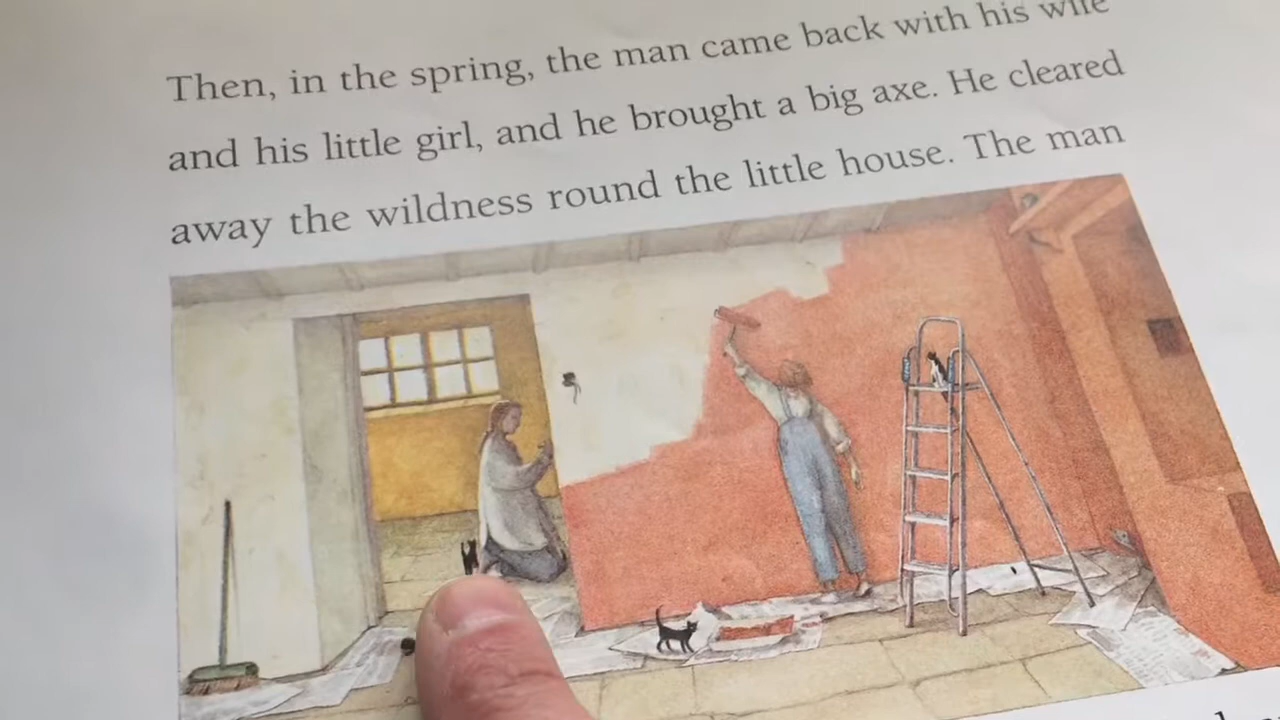 Then, in the spring, the man came back with his wife
and his little girl, and he brought a big axe. He cleared
away the wildness round the little house. The man